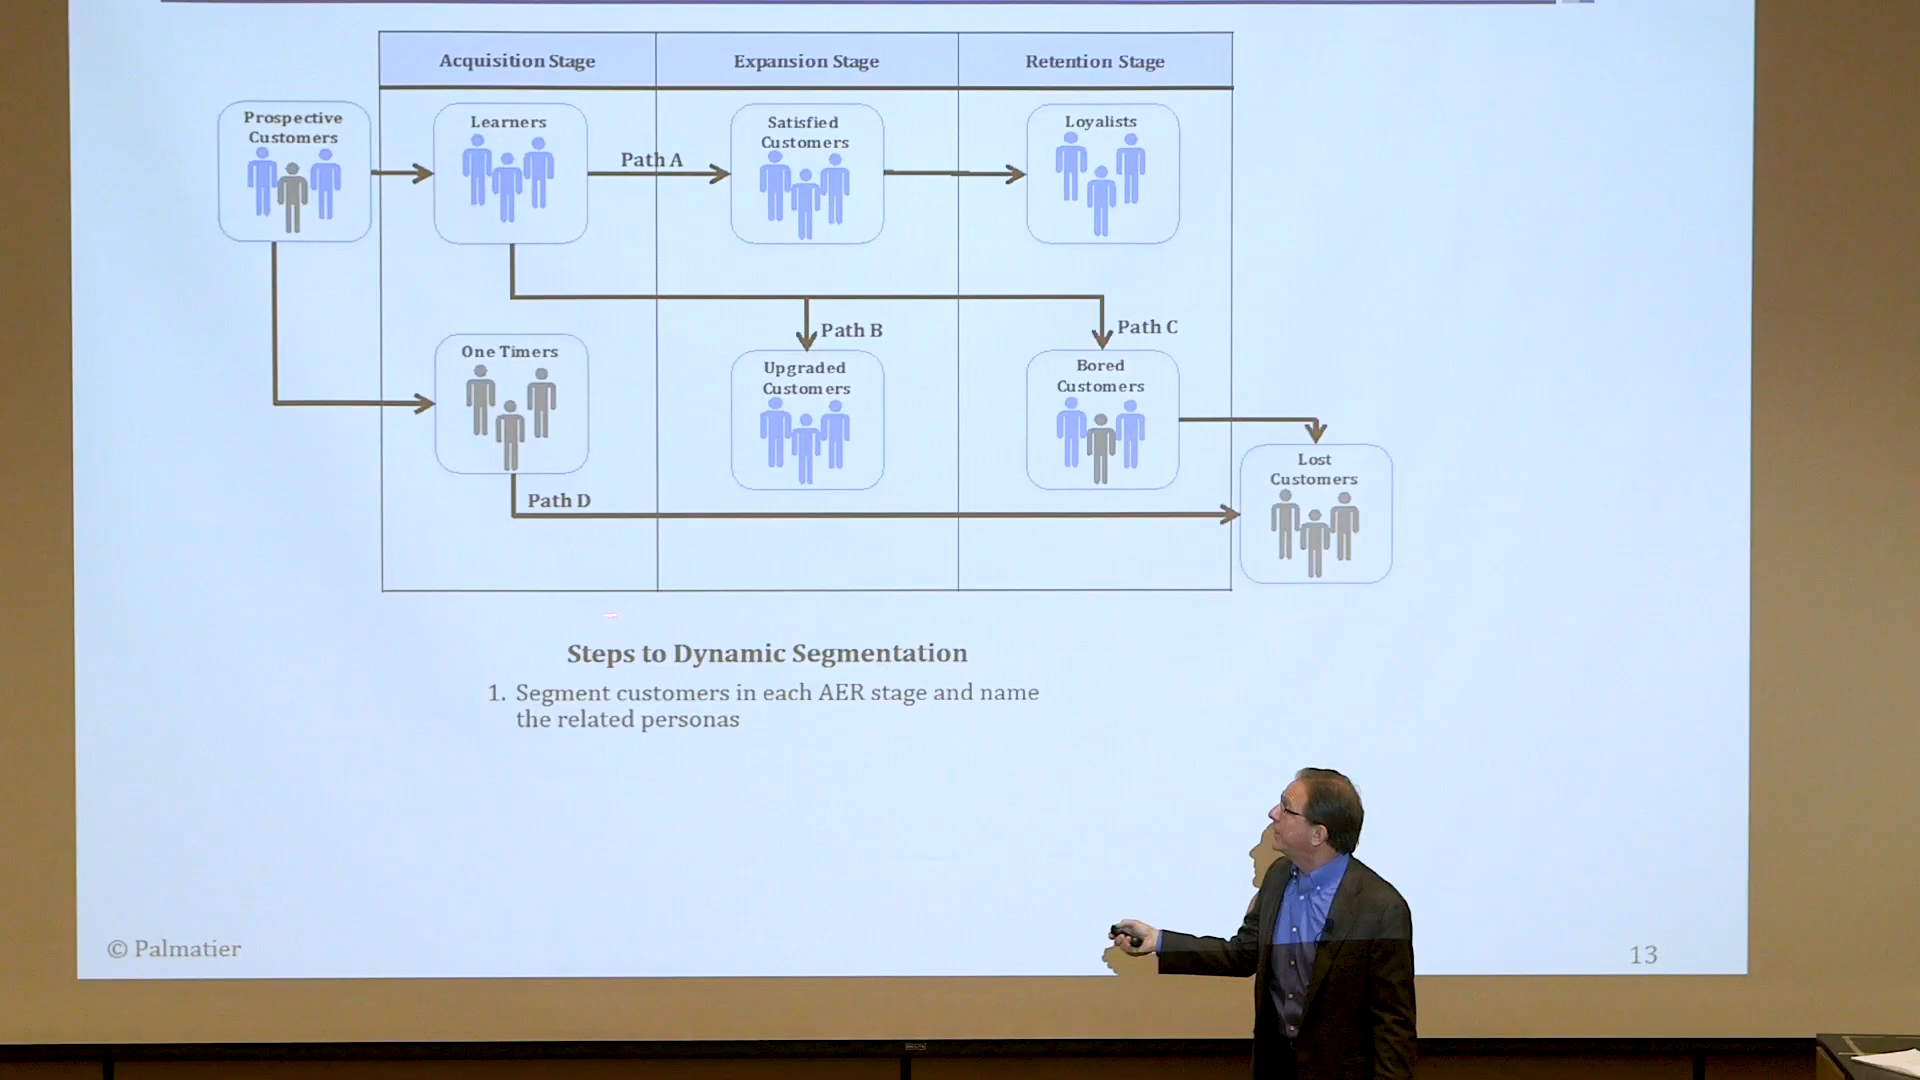 Acquisition Stage
Expansion Stage
Retention Stage
Prospective
Customers
Learners
Path A
Satisfied
Customers
Loyalists
One Timers
Path B
Upgraded
Customers
Path C
Bored
Customers
Path D
Lost
Customers
Steps to Dynamic Segmentation
1. Segment customers in each AER stage and name
the related personas
© Palmatier
13